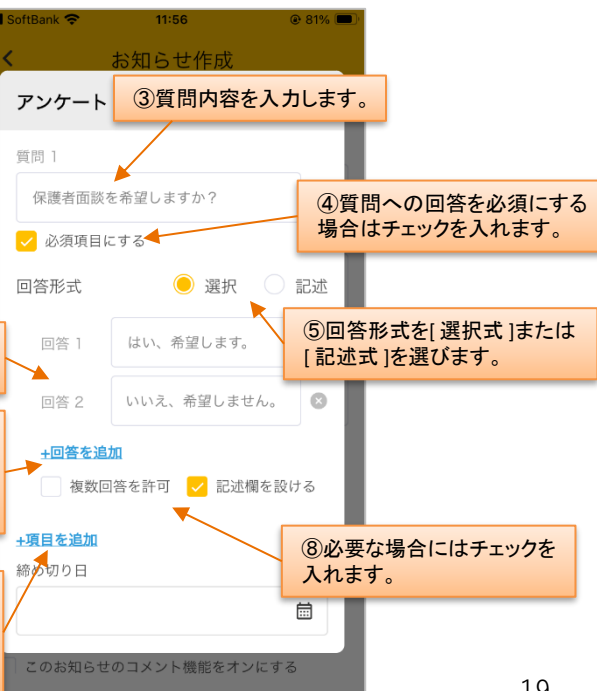 SoftBank 11:56 81%
お知らせ作成
アンケート
③質問内容を入力します。
質問 1
保護者面談を希望しますか？
④質問への回答を必須にする
場合はチェックを入れます。
必須項目にする
回答形式 選択 記述
⑤回答形式を[ 選択式 ]または
[ 記述式 ]を選びます。
回答 1 はい、希望します。
回答 2 いいえ、希望しません。
+回答を追加
複数回答を許可 記述欄を設ける
+項目を追加
⑧必要な場合にはチェックを
入れます。
締め切り日
このお知らせのコメント機能をオンにする
19